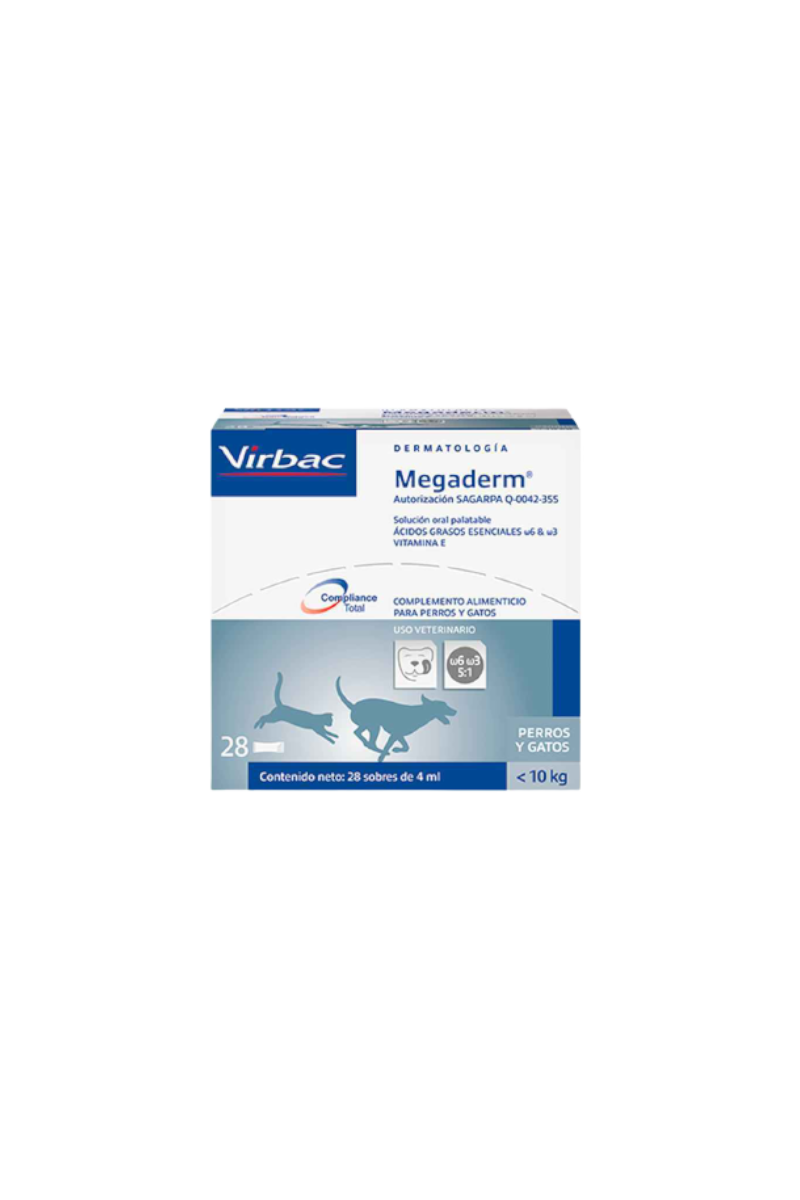 Virbac
DERMATOLOGÍA
Megaderm®
Autorización SAGARPA Q-0042-355
Solución oral palatable
ÁCIDOS GRASOS ESENCIALES ω6 & ω3
VITAMINA E
Compliance
Total
COMPLEMENTO ALIMENTICIO
PARA PERROS Y GATOS
USO VETERINARIO
ω6 ω3
5:1
28
PERROS
Y GATOS
Contenido neto: 28 sobres de 4 ml
< 10 kg